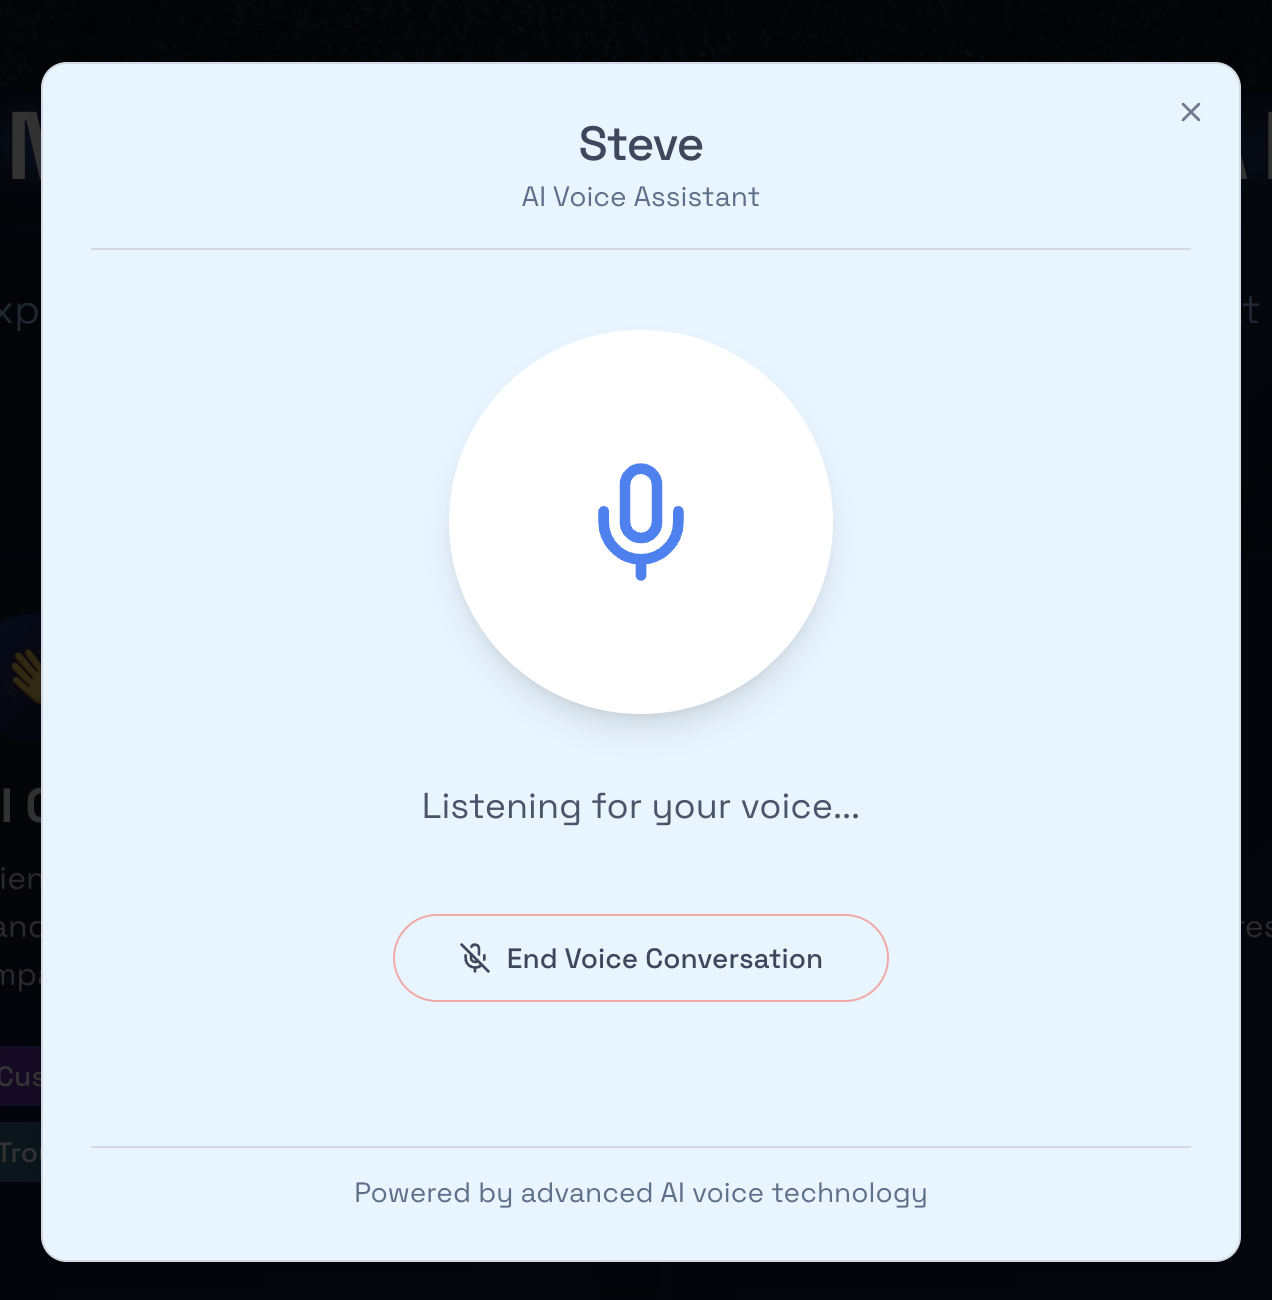 Steve
AI Voice Assistant
Listening for your voice...
End Voice Conversation
Powered by advanced AI voice technology